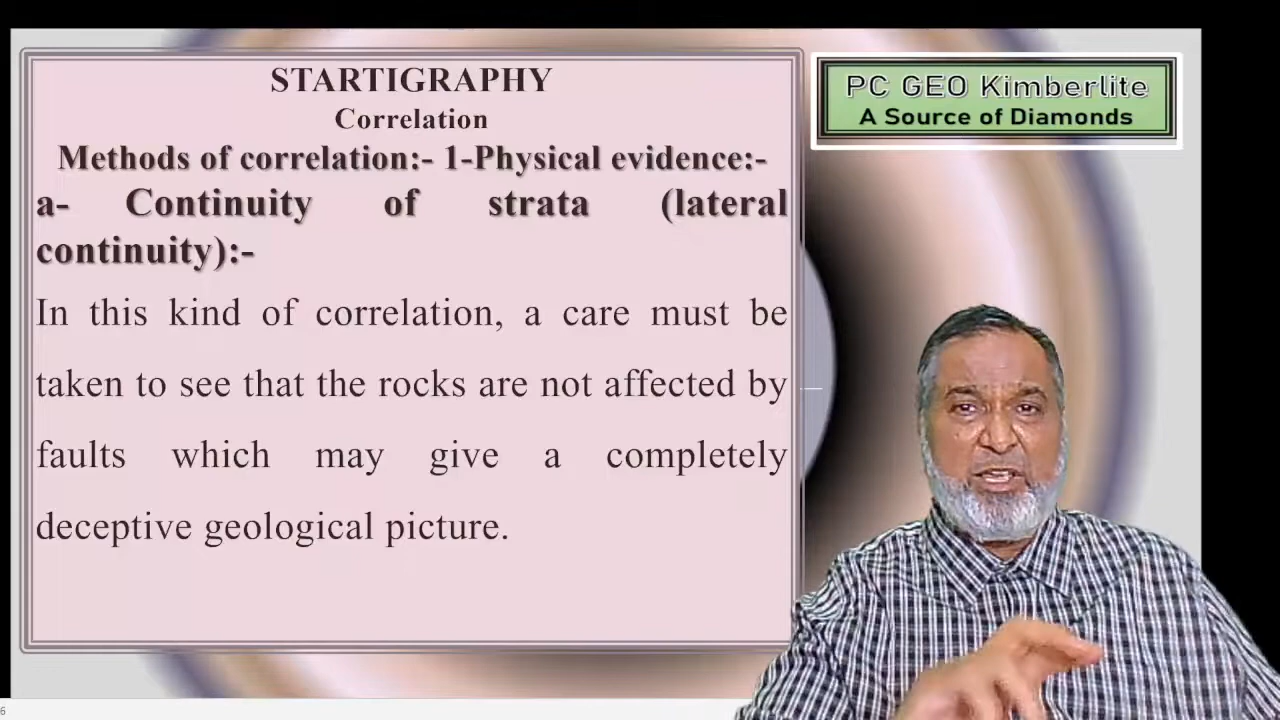 STARTIGRAPHY
Correlation
Methods of correlation:- 1-Physical evidence:-
a- Continuity of strata (lateral
continuity):-
In this kind of correlation, a care must be
taken to see that the rocks are not affected by
faults which may give a completely
deceptive geological picture.
PC GEO Kimberlite
A Source of Diamonds
6